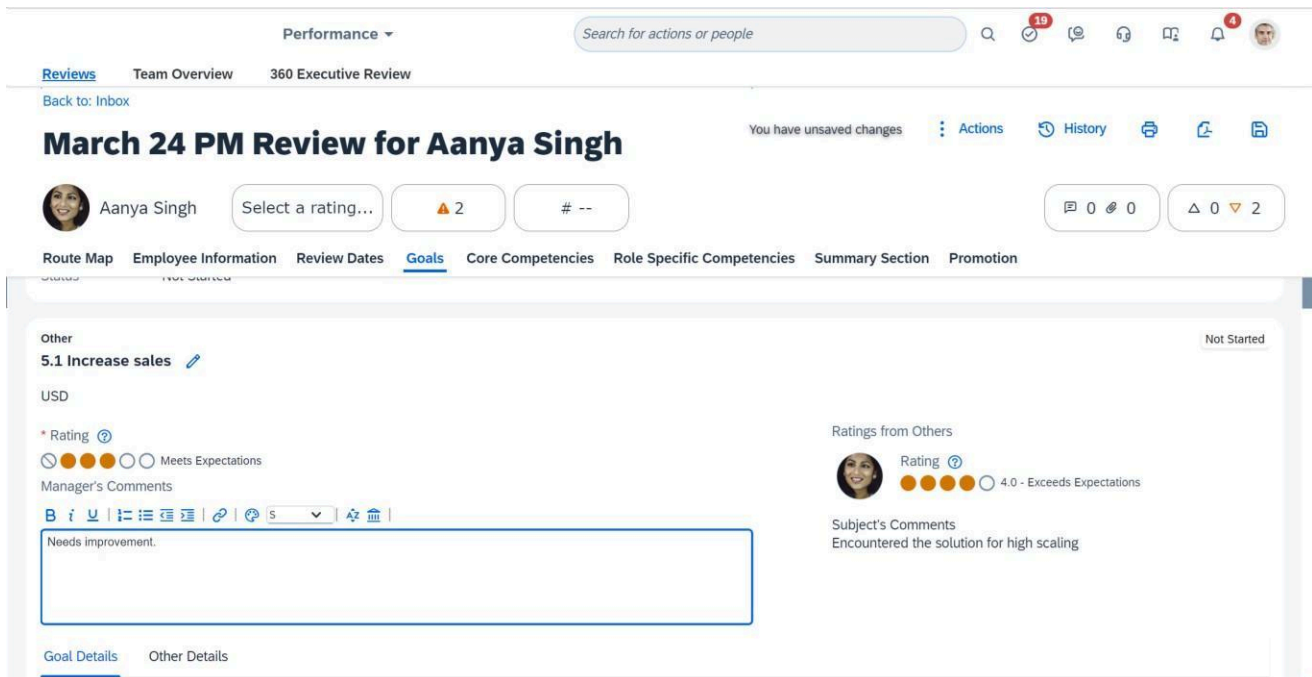 Performance
Search for actions or people
19
4
Reviews Team Overview 360 Executive Review
Back to: Inbox
March 24 PM Review for Aanya Singh
You have unsaved changes
Actions
History
Aanya Singh
Select a rating...
2
# --
0 0
0 2
Route Map Employee Information Review Dates Goals Core Competencies Role Specific Competencies Summary Section Promotion
Status Not Started
Other
Not Started
5.1 Increase sales
USD
* Rating
Meets Expectations
Manager's Comments
B i U S
Needs improvement.
Ratings from Others
Rating
4.0 - Exceeds Expectations
Subject's Comments
Encountered the solution for high scaling
Goal Details Other Details